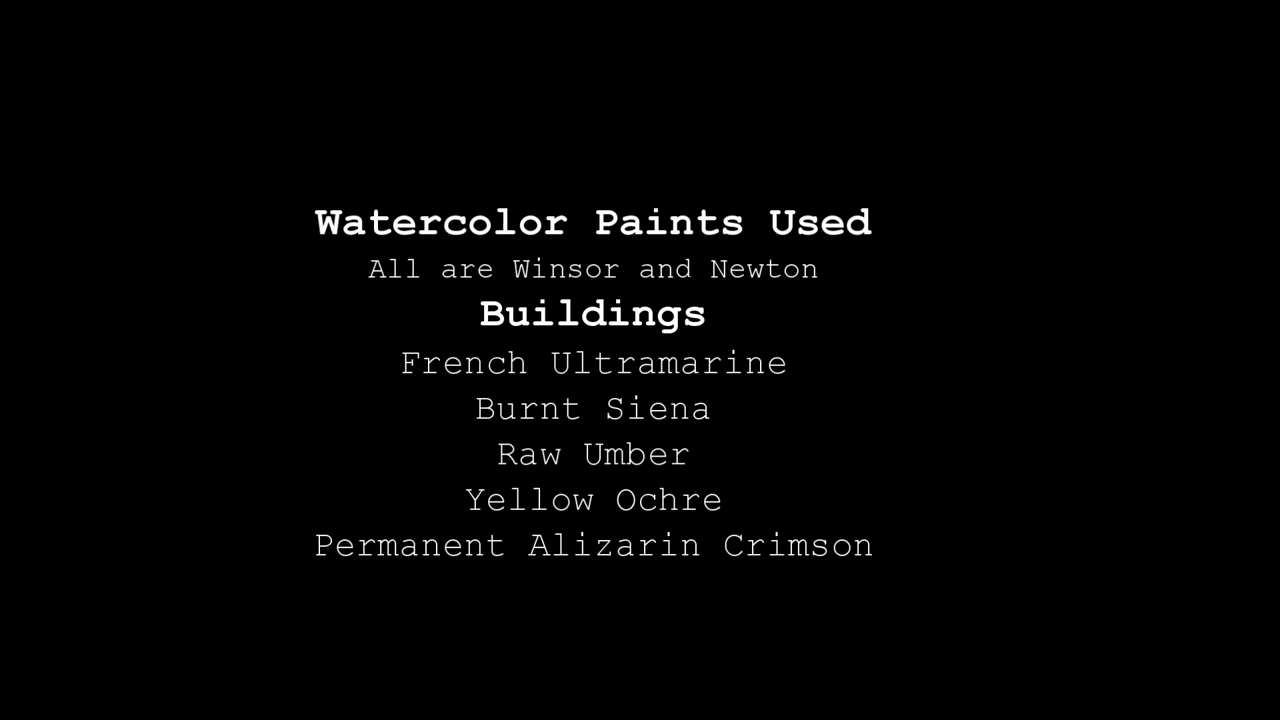 Watercolor Paints Used
All are Winsor and Newton
Buildings
French Ultramarine
Burnt Siena
Raw Umber
Yellow Ochre
Permanent Alizarin Crimson